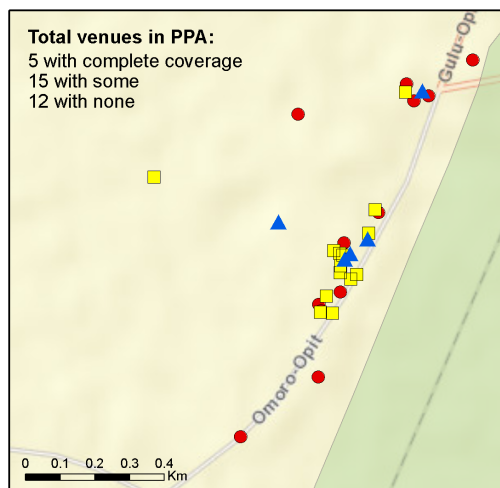 Total venues in PPA:
5 with complete coverage
15 with some
12 with none
Gulu-Op
Omoro-Opit
0 0.1 0.2 0.3 0.4
Km